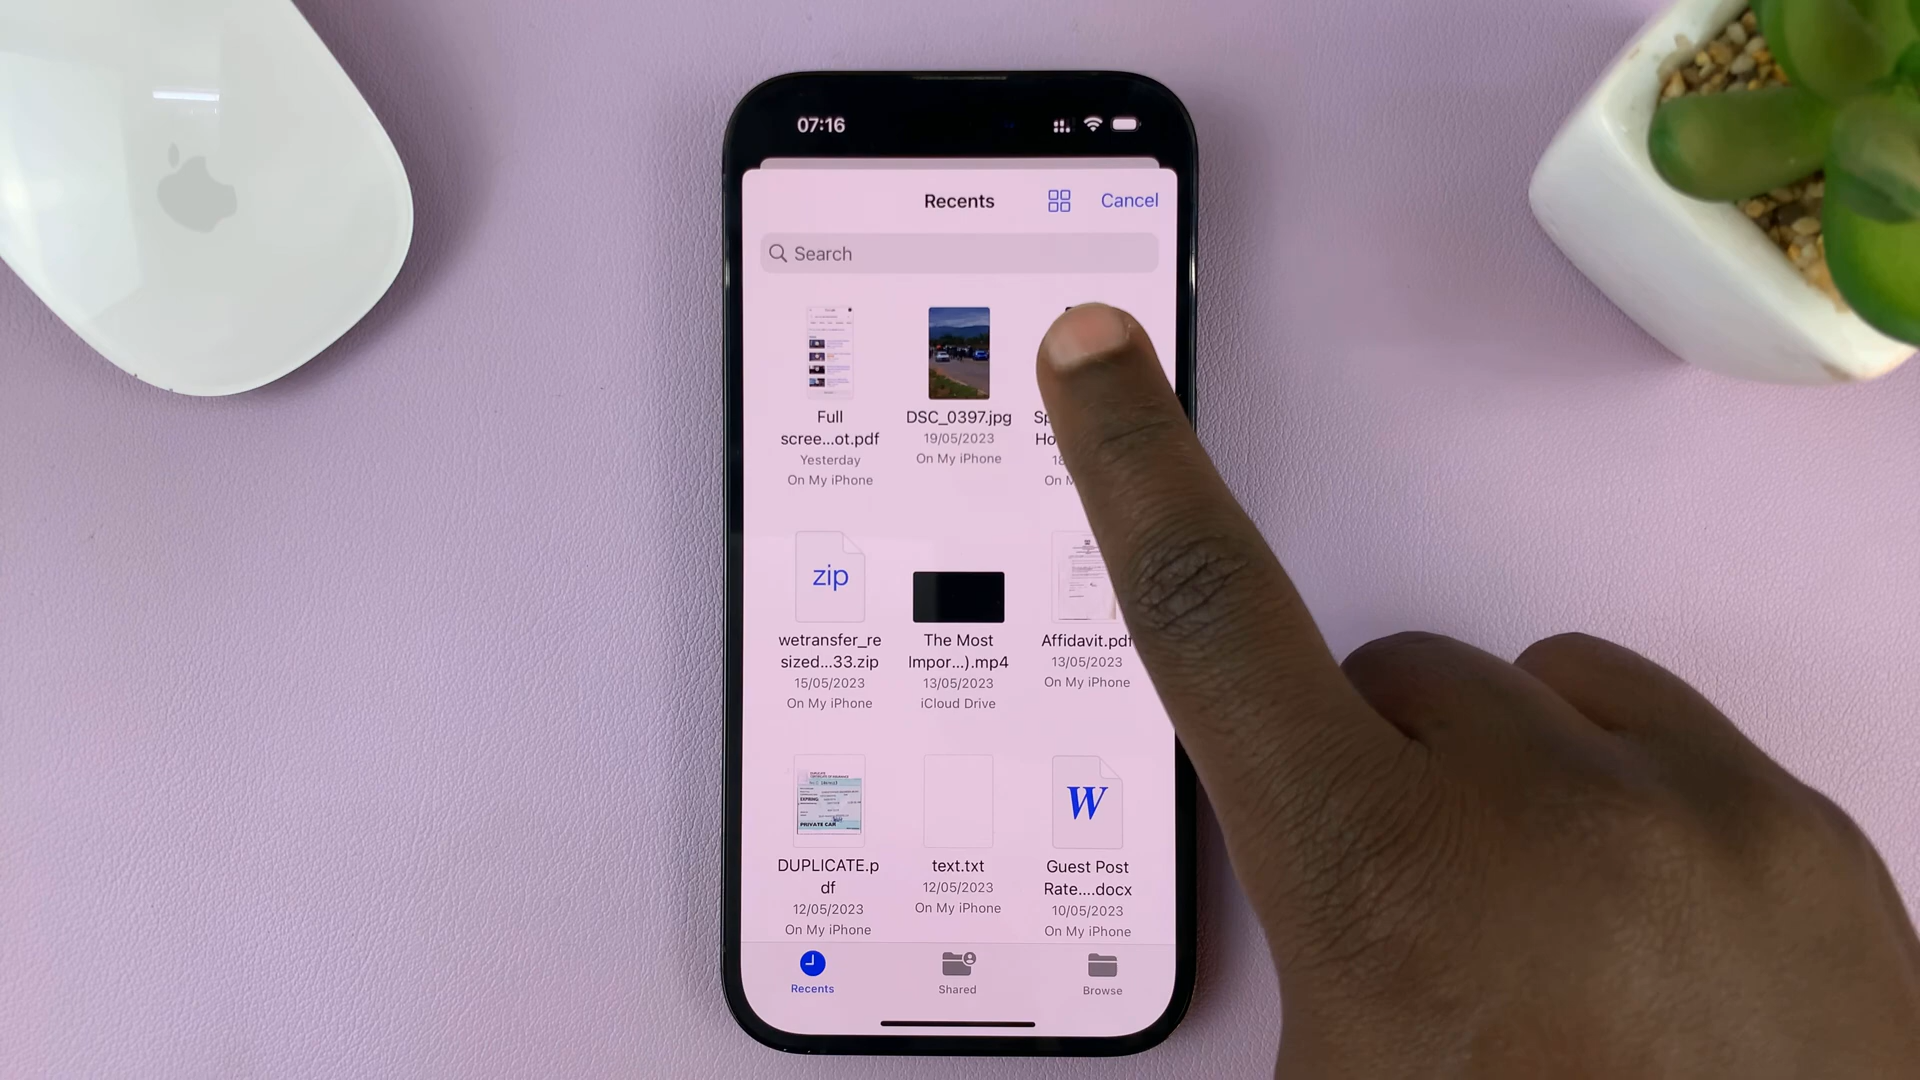 07:16
Recents
Cancel
Search
Full
scree...ot.pdf
Yesterday
On My iPhone
DSC_0397.jpg
19/05/2023
On My iPhone
zip
wetransfer_re
sized...33.zip
15/05/2023
On My iPhone
The Most
Impor...).mp4
13/05/2023
iCloud Drive
Affidavit.pdf
13/05/2023
On My iPhone
PRIVATE CAR
DUPLICATE.p
df
12/05/2023
On My iPhone
text.txt
12/05/2023
On My iPhone
W
Guest Post
Rate....docx
10/05/2023
On My iPhone
Recents
Shared
Browse